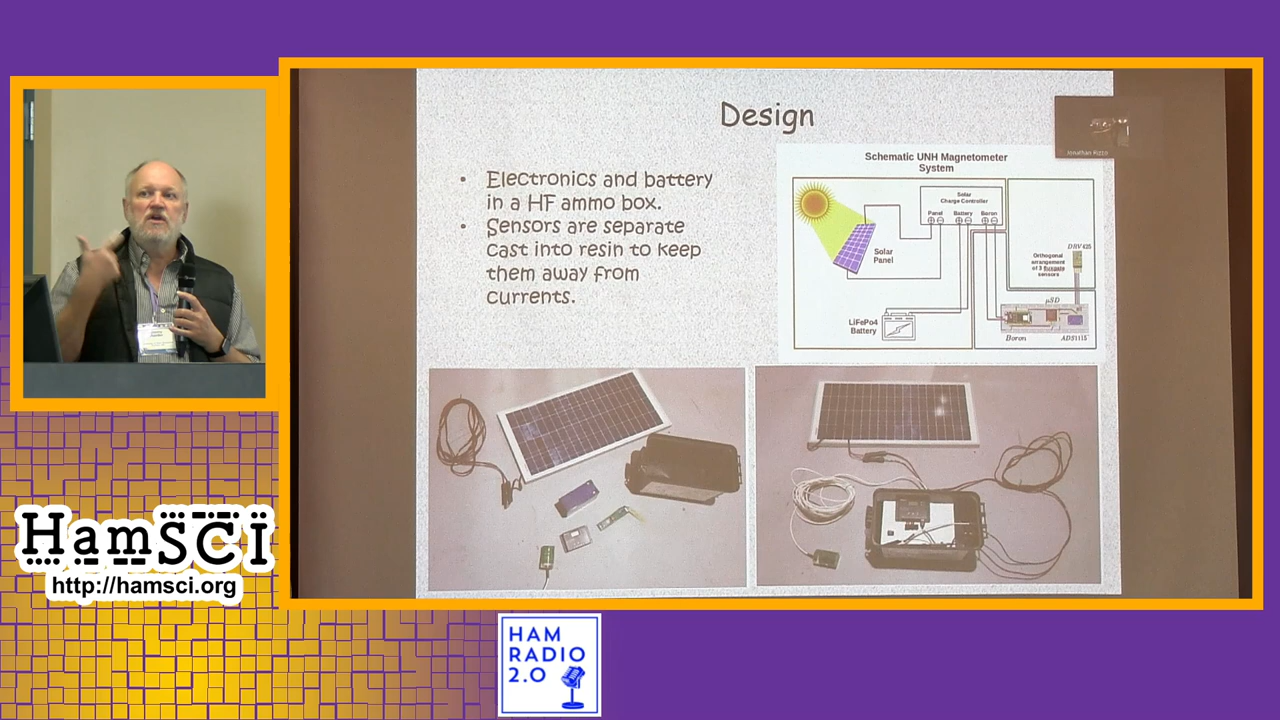 Design
Electronics and battery
in a HF ammo box.
Sensors are separate
cast into resin to keep
them away from
currents.
Schematic UNH Magnetometer
System
Solar
Charge Controller
Panel Battery Boron
Solar
Panel
LiFePo4
Battery
DRV425
Orthogonal
arrangement
of 3 fluxgate
sensors
μSD
Boron
ADS1115
Jonathan Rizzo
HamSCI
http://hamsci.org
HAM
RADIO
2.0